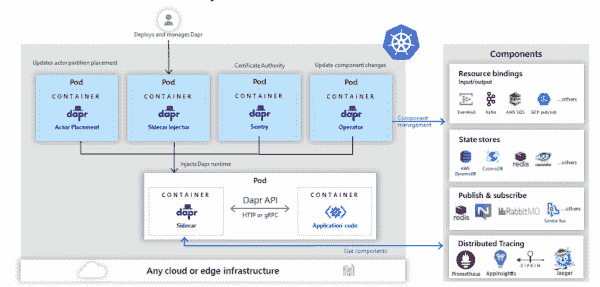 Deploys and manages Dapr
Updates actor partition placement
Certificate Authority
Update component changes
Pod
CONTAINER
dapr
Actor Placement
Pod
CONTAINER
dapr
Sidecar Injector
Pod
CONTAINER
dapr
Sentry
Pod
CONTAINER
dapr
Operator
Component
management
Injects Dapr runtime
Pod
CONTAINER
dapr
Sidecar
Dapr API
HTTP or gRPC
CONTAINER
Application code
Use components
Any cloud or edge infrastructure
Components
Resource bindings
Input/output
EventHub
Kafka
AWS SQS
GCP pub/sub
...others
State stores
AWS
DynamoDB
CosmosDB
redis
cassandra
...others
Publish & subscribe
redis
RabbitMQ
Service Bus
...others
Distributed Tracing
Prometheus
AppInsights
ZIPKIN
Jaeger